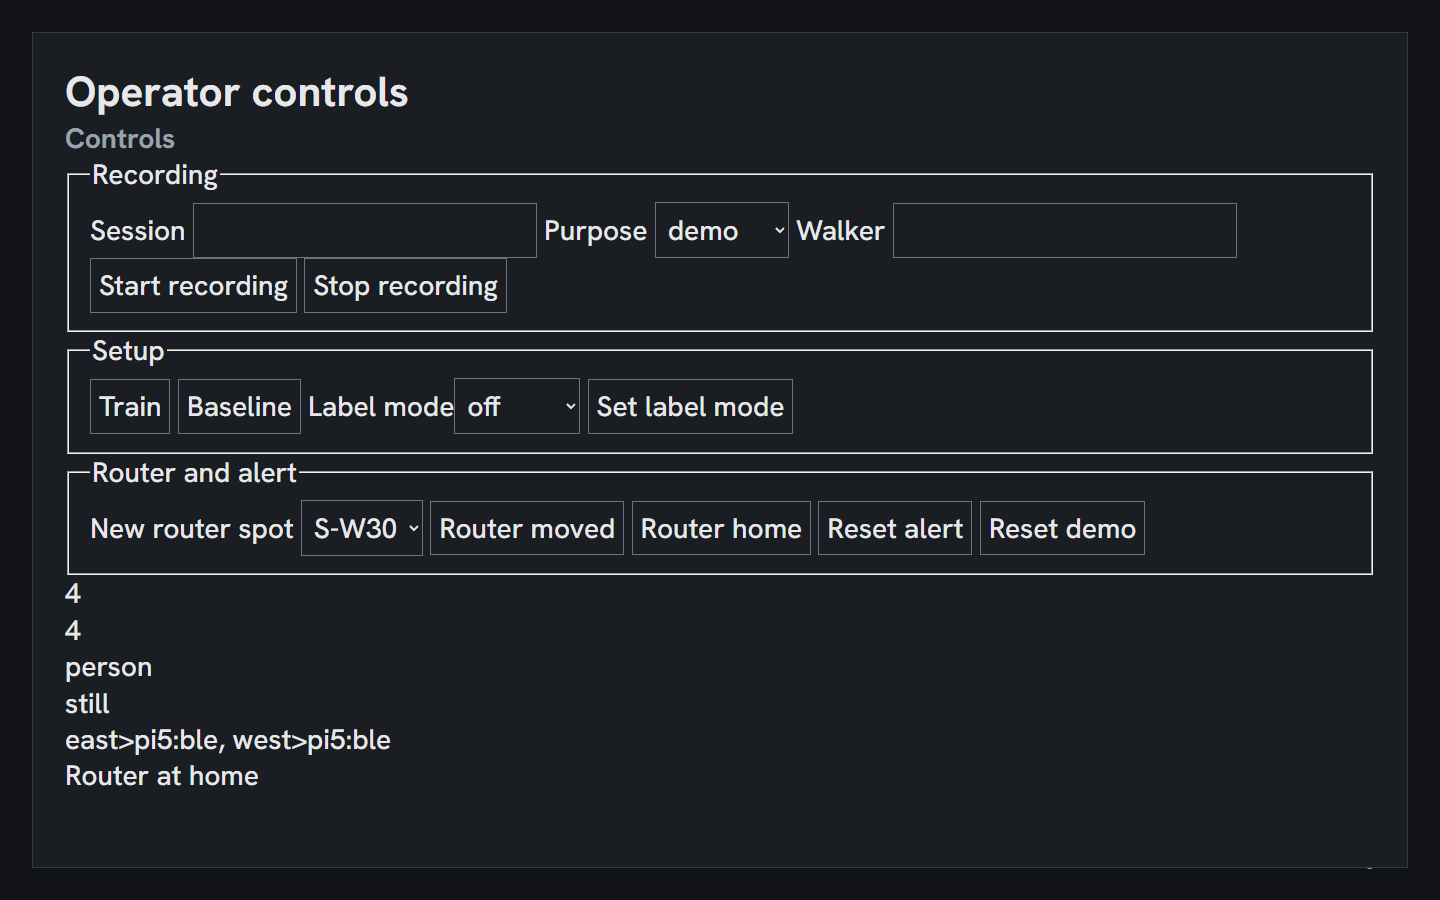 Operator controls
Controls
Recording
Session Purpose demo Walker
Start recording Stop recording
Setup
Train Baseline Label mode off Set label mode
Router and alert
New router spot S-W30 Router moved Router home Reset alert Reset demo
4
4
person
still
east>pi5:ble, west>pi5:ble
Router at home